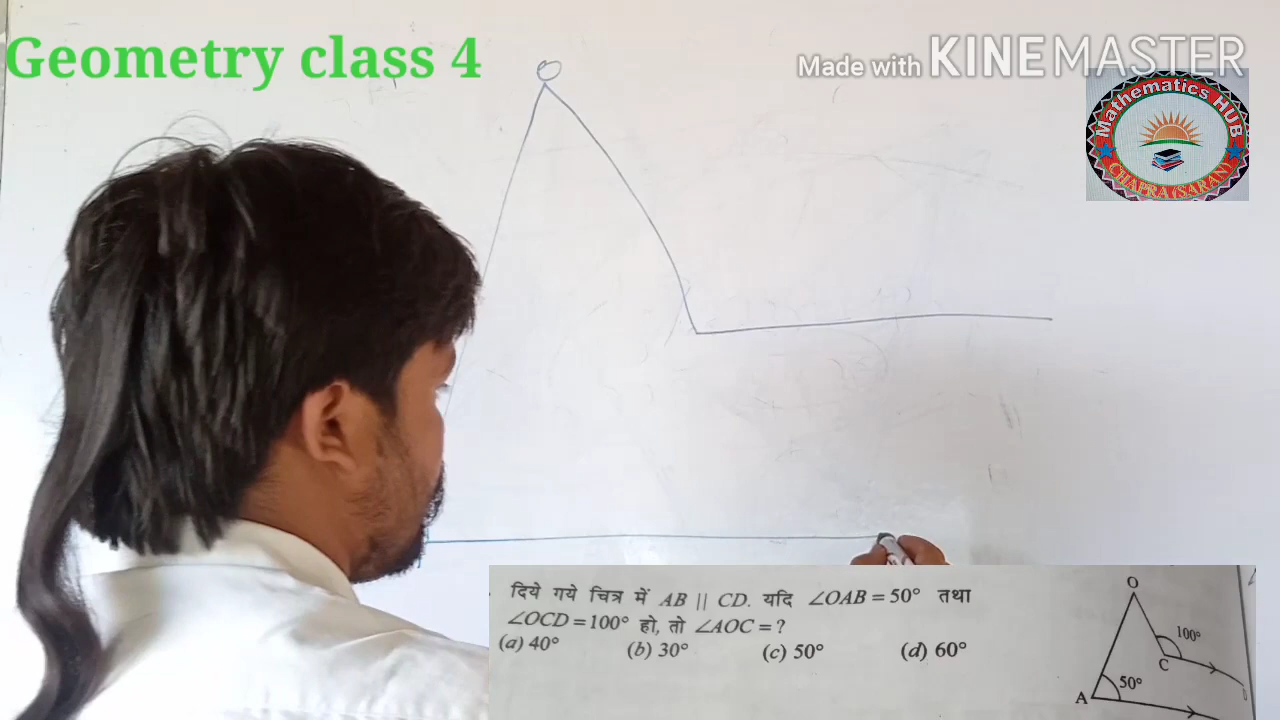 Geometry class 4
Made with KINEMASTER
Mathematics HUB
CHAPRA (SARAN)
O
दिये गये चित्र में AB || CD. यदि ∠OAB = 50° तथा
∠OCD = 100° हो, तो ∠AOC = ?
(a) 40° (b) 30° (c) 50° (d) 60°
O
100°
C
50°
A